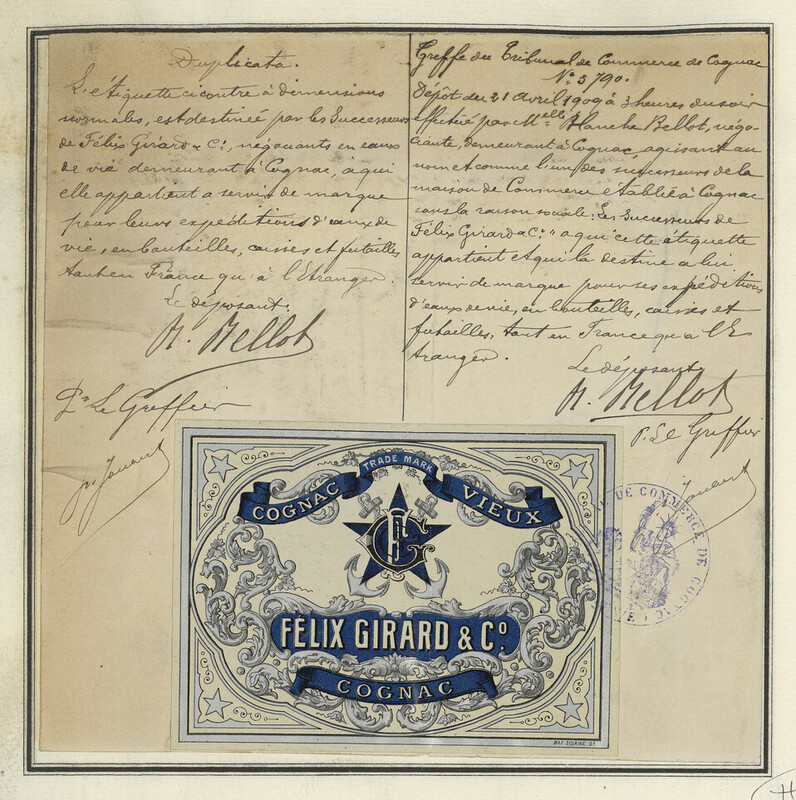 Duplicata.
L'étiquette ci contre à dimensions
normales, est destinée par les Successeurs
de Félix Girard & Cie, négociants en eaux
de vie demeurant à Cognac, à qui
elle appartient a servir de marque
pour leurs expéditions d'eaux de
vie, en bouteilles, caisses et futailles
tant en France qu'à l'Etranger.
Le déposant.
Bellot
Pr Le Greffier
Greffe du Tribunal de Commerce de Cognac
N° 5790.
Dépôt du 21 Avril 1909 à 3 heures du soir
effectué par Melle Blanche Bellot, négo-
ciante, demeurant à Cognac agissant au
nom et comme l'un des successeurs de la
maison de Commerce établie à Cognac
sous la raison sociale: Les Successeurs de
Félix Girard & Cie" a qui cette étiquette
appartient et qui la destine a lui
servir de marque pour ses expéditions
d'eaux de vie, en bouteilles, caisses et
futailles, tant en France qu'a l'E
tranger.
Le déposant
Bellot
P. Le Greffier
TRADE MARK
COGNAC VIEUX
FÉLIX GIRARD & Co
COGNAC
DE COMMERCE DE COGNAC